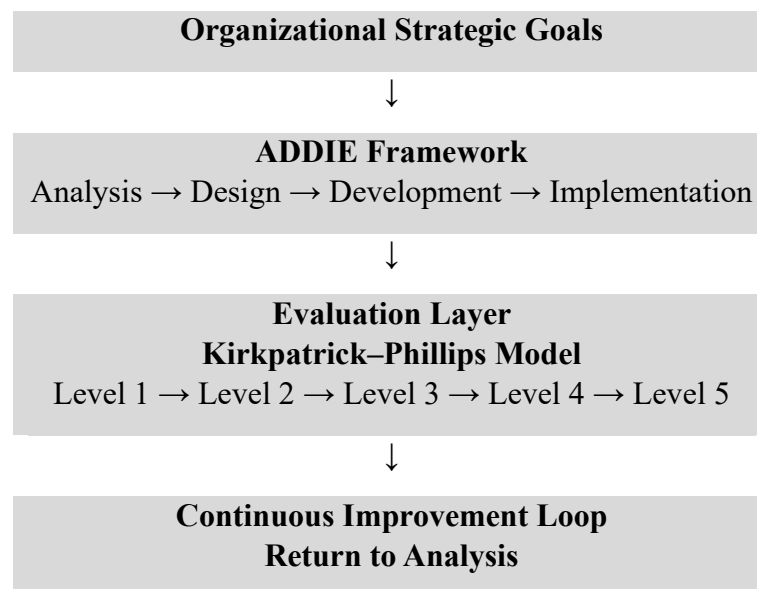 Organizational Strategic Goals
↓
ADDIE Framework
Analysis → Design → Development → Implementation
↓
Evaluation Layer
Kirkpatrick–Phillips Model
Level 1 → Level 2 → Level 3 → Level 4 → Level 5
↓
Continuous Improvement Loop
Return to Analysis